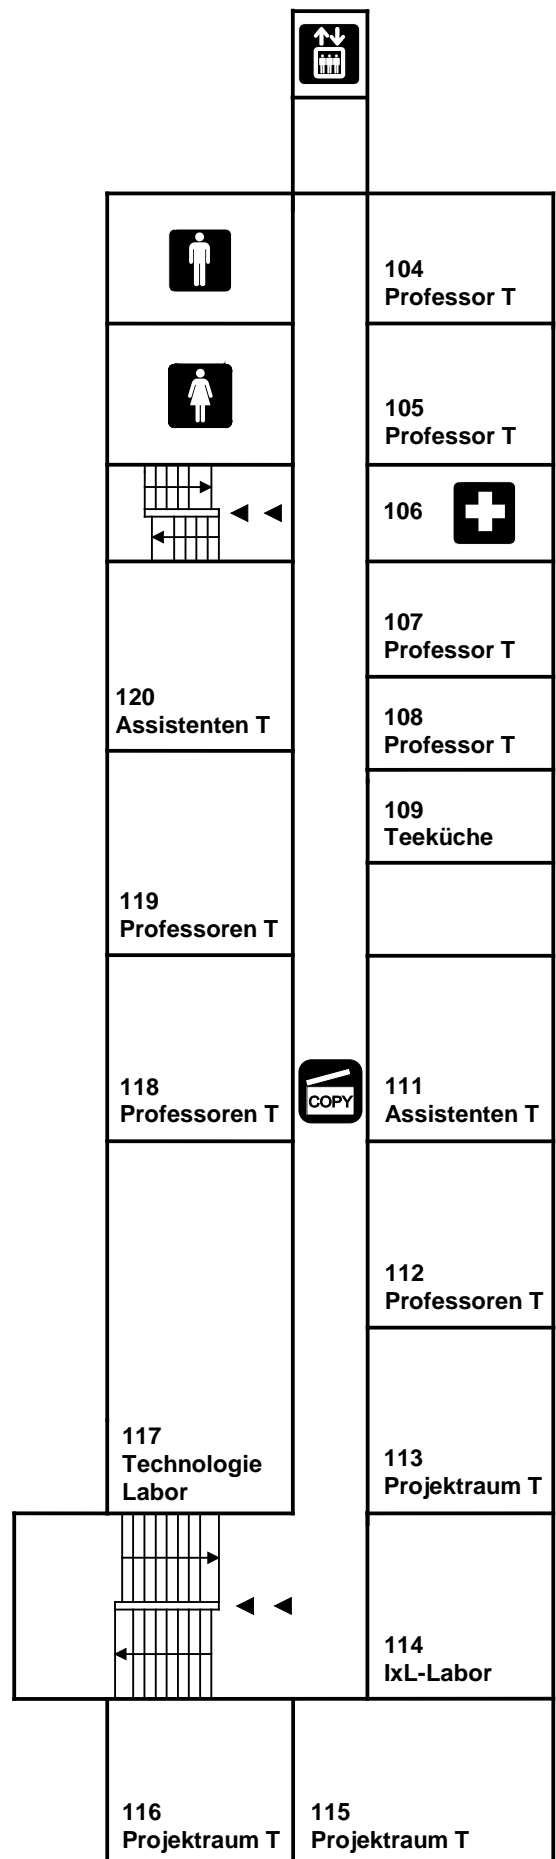 104
Professor T
105
Professor T
106
107
Professor T
120
Assistenten T
108
Professor T
109
Teeküche
119
Professoren T
118
Professoren T
COPY
111
Assistenten T
112
Professoren T
117
Technologie
Labor
113
Projektraum T
114
IxL-Labor
116
Projektraum T
115
Projektraum T